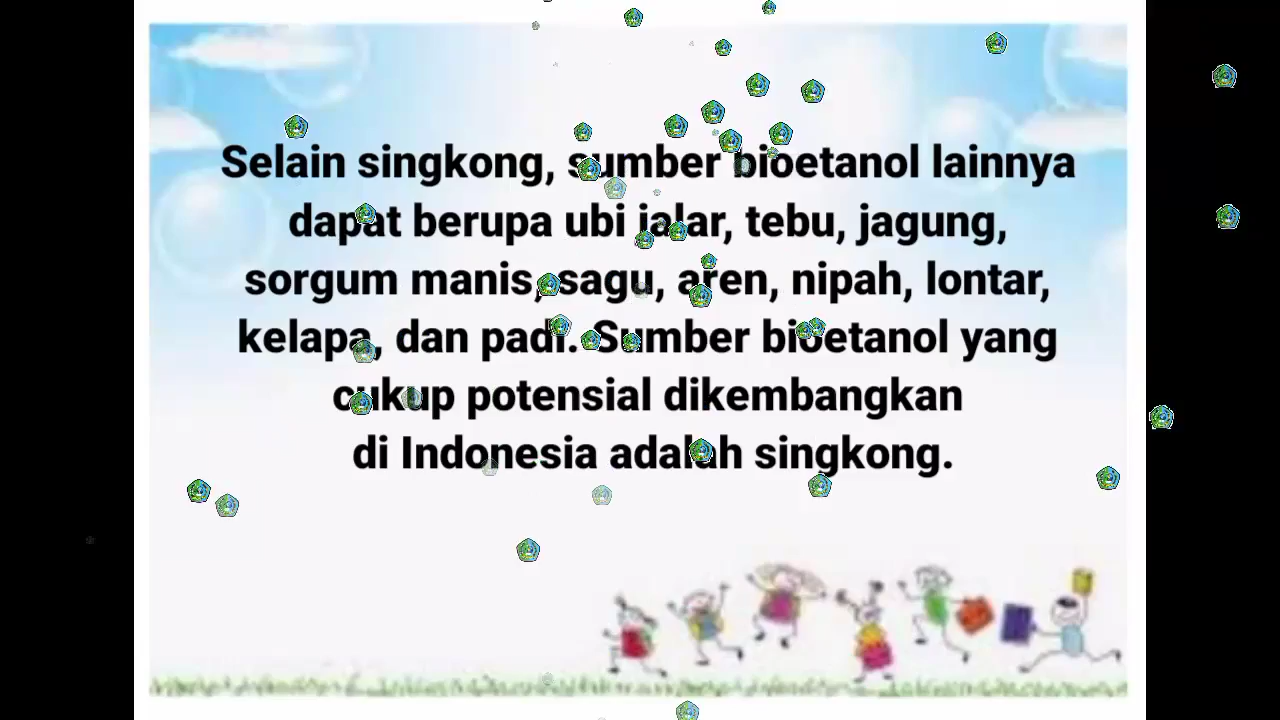 Selain singkong, sumber bioetanol lainnya
dapat berupa ubi jalar, tebu, jagung,
sorgum manis, sagu, aren, nipah, lontar,
kelapa, dan padi. Sumber bioetanol yang
cukup potensial dikembangkan
di Indonesia adalah singkong.